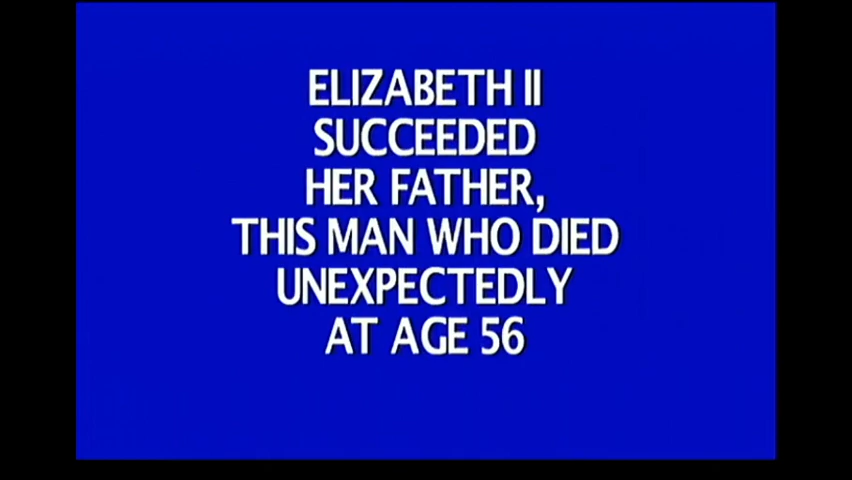 ELIZABETH II
SUCCEEDED
HER FATHER,
THIS MAN WHO DIED
UNEXPECTEDLY
AT AGE 56